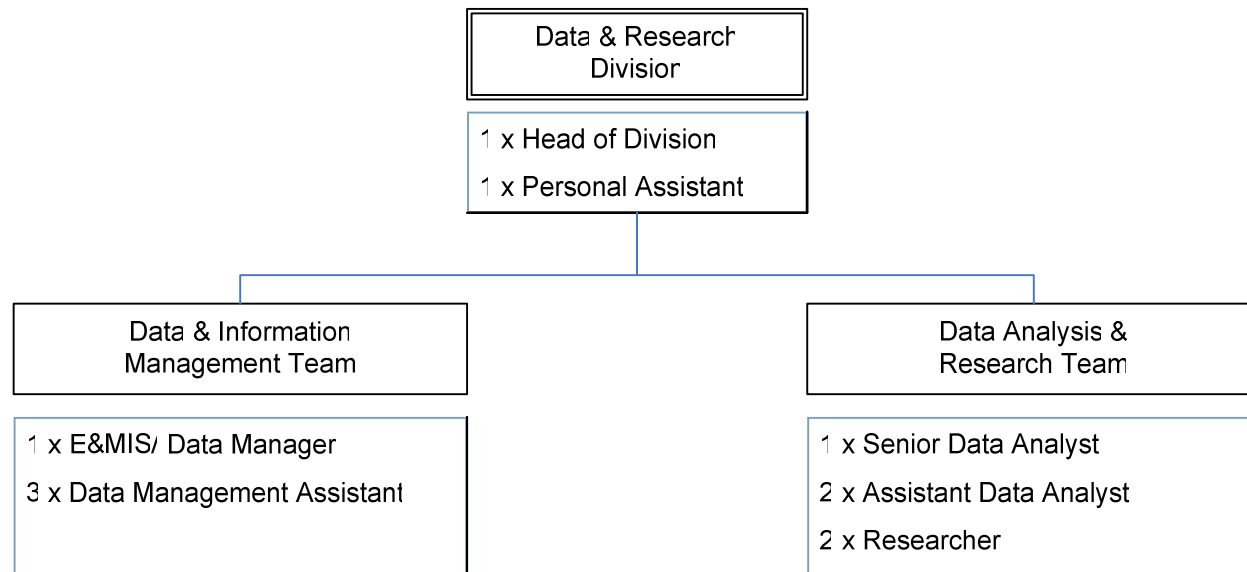 Data & Research
Division
1 x Head of Division
1 x Personal Assistant
Data & Information
Management Team
Data Analysis &
Research Team
1 x E&MIS/ Data Manager
3 x Data Management Assistant
1 x Senior Data Analyst
2 x Assistant Data Analyst
2 x Researcher